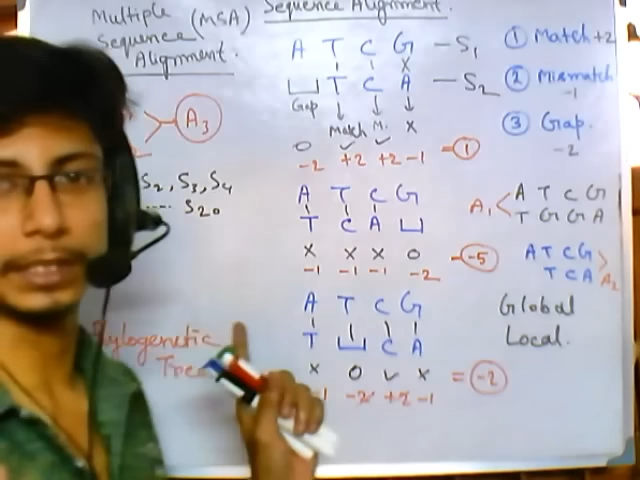 Sequence Alignment.
Multiple (MSA)
Sequence
Alignment.
A T C G - S1
T C A - S2
Gap
Match M. X
0
-2 +2 +2 -1 = 1
① Match +2
② Mismatch
-1
③ Gap.
-2
A3
S2, S3, S4
.... S20
A T C G
T C A
X X X 0
-1 -1 -1 -2 -5
A1 < A T C G
T G G A
A T C G
T C A > A2
Global
Local.
Phylogenetic
Tree
A T C G
T C A
X 0 ✓ X
-1 -2 +2 -1 = -2